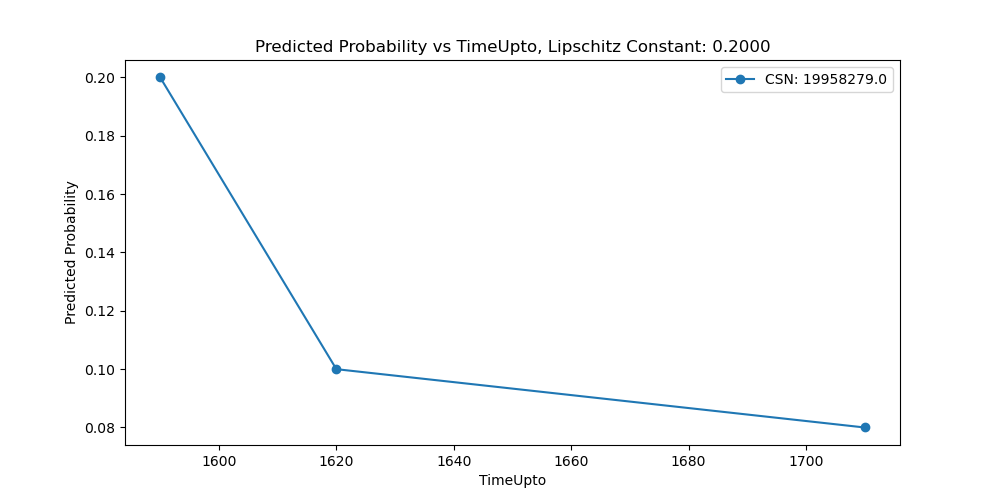 Predicted Probability vs TimeUpto, Lipschitz Constant: 0.2000
CSN: 19958279.0
Predicted Probability
0.20
0.18
0.16
0.14
0.12
0.10
0.08
1600 1620 1640 1660 1680 1700
TimeUpto